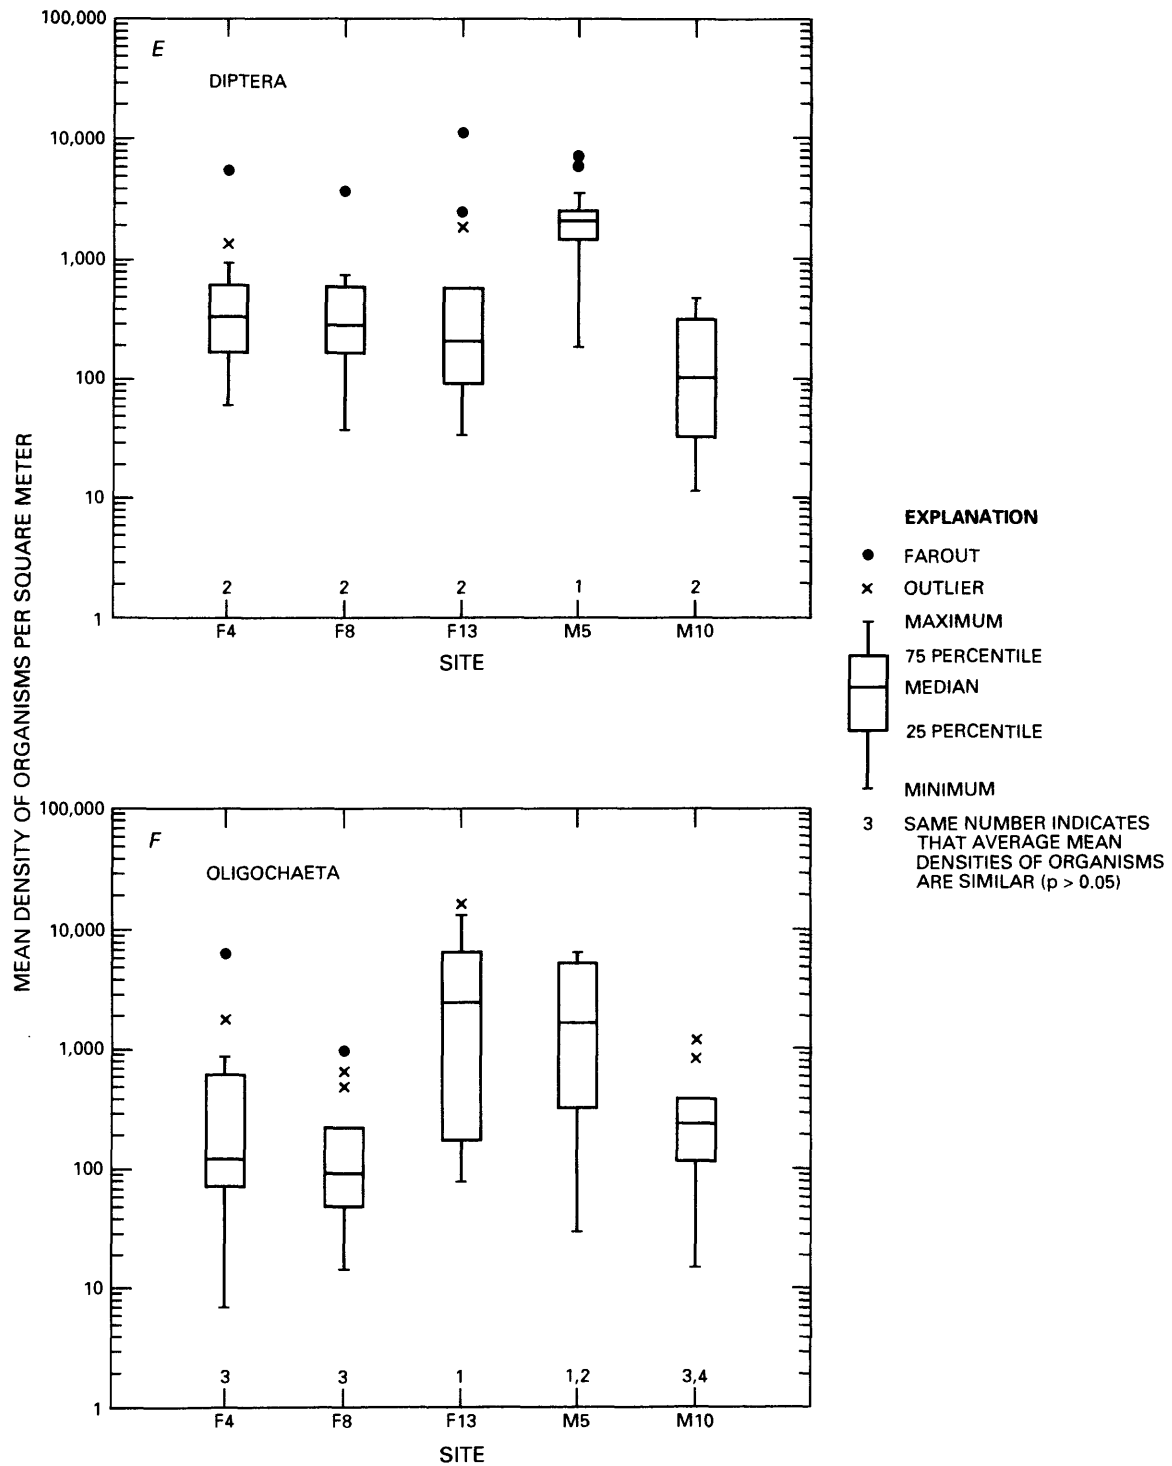 MEAN DENSITY OF ORGANISMS PER SQUARE METER
100,000
10,000
1,000
100
10
1
E
DIPTERA
2 2 2 1 2
F4 F8 F13 M5 M10
SITE
EXPLANATION
FAROUT
OUTLIER
MAXIMUM
75 PERCENTILE
MEDIAN
25 PERCENTILE
MINIMUM
3 SAME NUMBER INDICATES
THAT AVERAGE MEAN
DENSITIES OF ORGANISMS
ARE SIMILAR (p > 0.05)
100,000
10,000
1,000
100
10
1
F
OLIGOCHAETA
3 3 1 1,2 3,4
F4 F8 F13 M5 M10
SITE